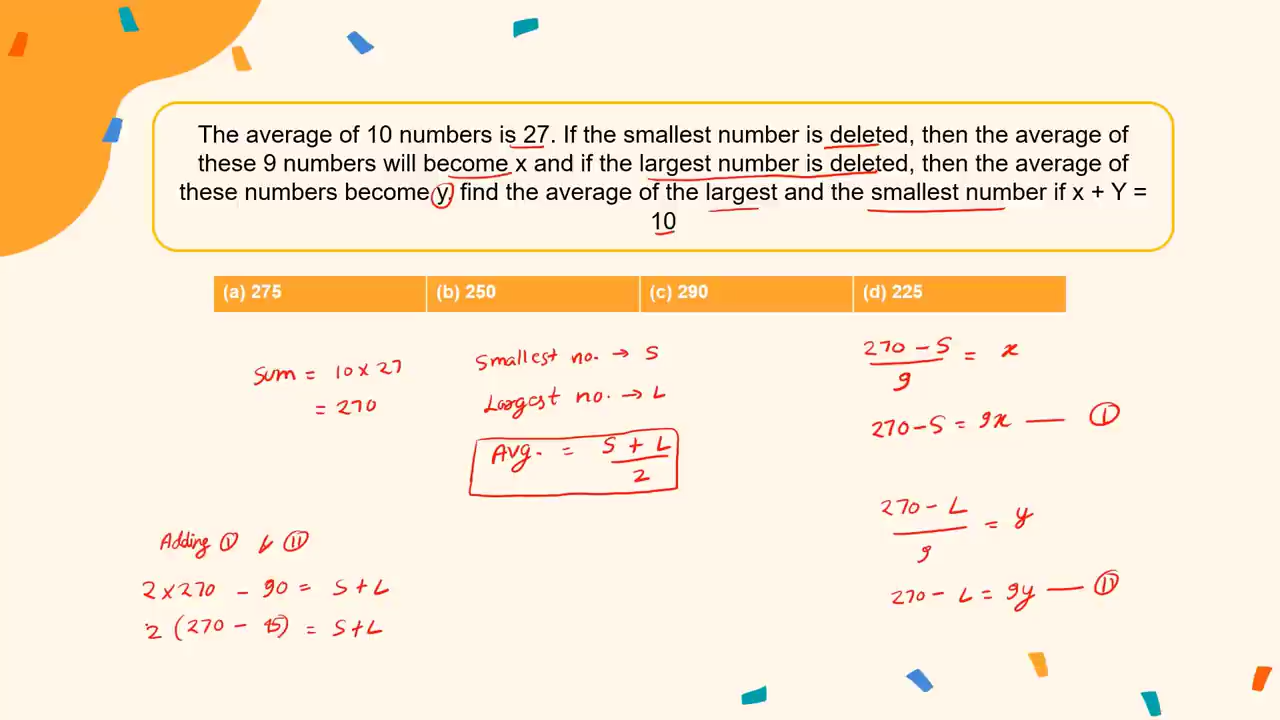 The average of 10 numbers is 27. If the smallest number is deleted, then the average of
these 9 numbers will become x and if the largest number is deleted, then the average of
these numbers become y, find the average of the largest and the smallest number if x + Y =
10
(a) 275
(b) 250
(c) 290
(d) 225
Sum = 10 x 27
= 270
Smallest no. → S
Largest no. → L
Avg. = S + L / 2
270 - S / 9 = x
270 - S = 9x — I
270 - L / 9 = y
270 - L = 9y — II
Adding I & II
2 x 270 - 90 = S + L
2 (270 - 45) = S + L